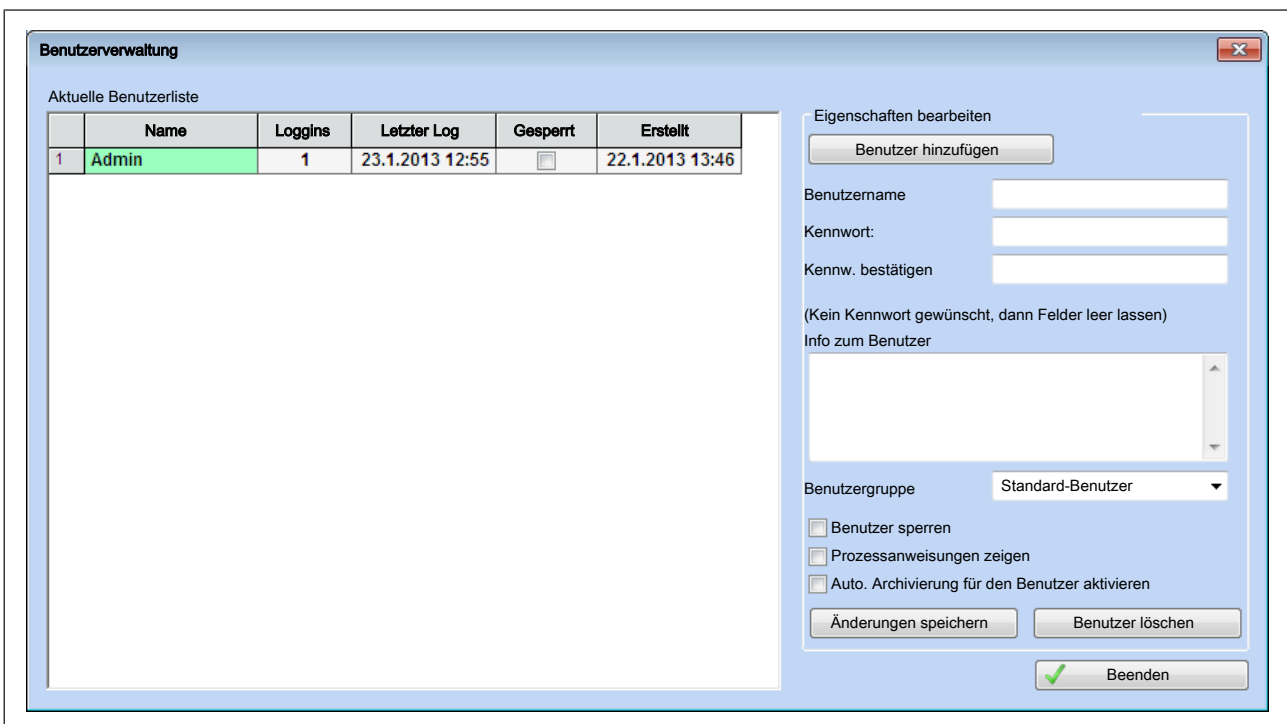 Benutzerverwaltung
Aktuelle Benutzerliste
Name Loggins Letzter Log Gesperrt Erstellt
1 Admin 1 23.1.2013 12:55 22.1.2013 13:46
Eigenschaften bearbeiten
Benutzer hinzufügen
Benutzername
Kennwort:
Kennw. bestätigen
(Kein Kennwort gewünscht, dann Felder leer lassen)
Info zum Benutzer
Benutzergruppe Standard-Benutzer
Benutzer sperren
Prozessanweisungen zeigen
Auto. Archivierung für den Benutzer aktivieren
Änderungen speichern Benutzer löschen
Beenden